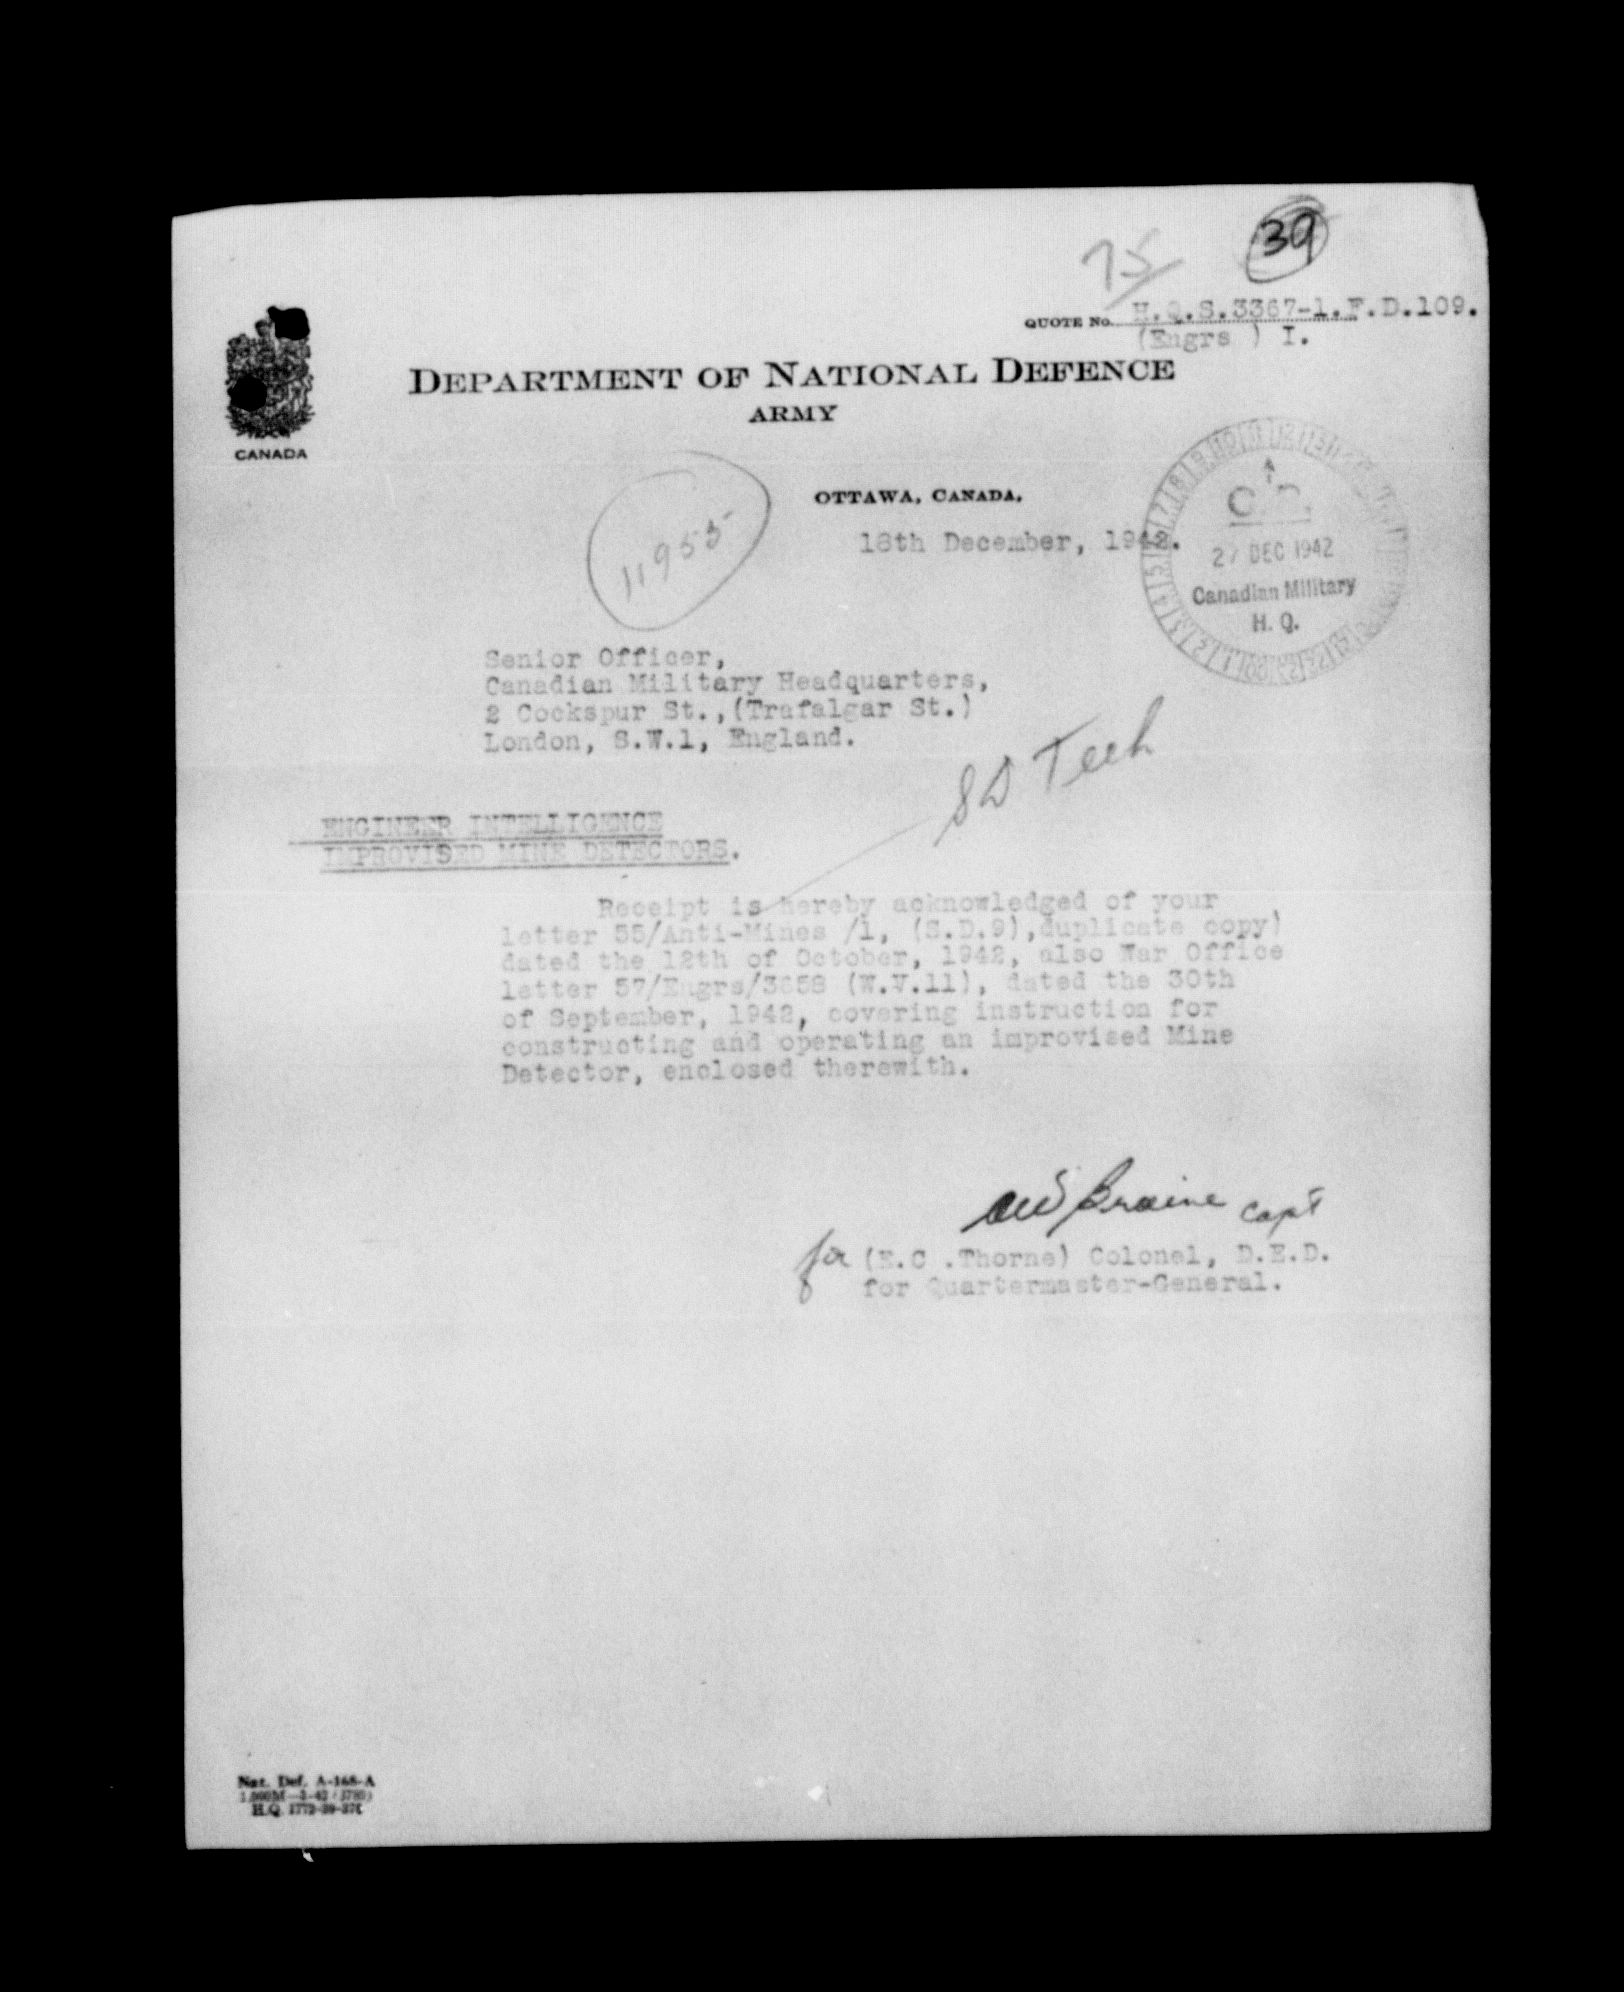 39
75
QUOTE No. H.Q.S.3367-1.F.D.109.
(Engrs ) I.
DEPARTMENT OF NATIONAL DEFENCE
ARMY
CANADA
OTTAWA, CANADA,
18th December, 1942.
11955
27 DEC 1942
Canadian Military
H. Q.
Senior Officer,
Canadian Military Headquarters,
2 Cockspur St.,(Trafalgar St.)
London, S.W.1, England.
SD Tech
ENGINEER INTELLIGENCE
IMPROVISED MINE DETECTORS.
Receipt is hereby acknowledged of your
letter 55/Anti-Mines /1, (S.D.9),duplicate copy)
dated the 12th of October, 1942, also War Office
letter 57/Engrs/3658 (W.V.11), dated the 30th
of September, 1942, covering instruction for
constructing and operating an improvised Mine
Detector, enclosed therewith.
Braine Capt
for (E.C .Thorne) Colonel, D.E.D.
for Quartermaster-General.
Nat. Def. A-168-A
H.Q. 1772-39-